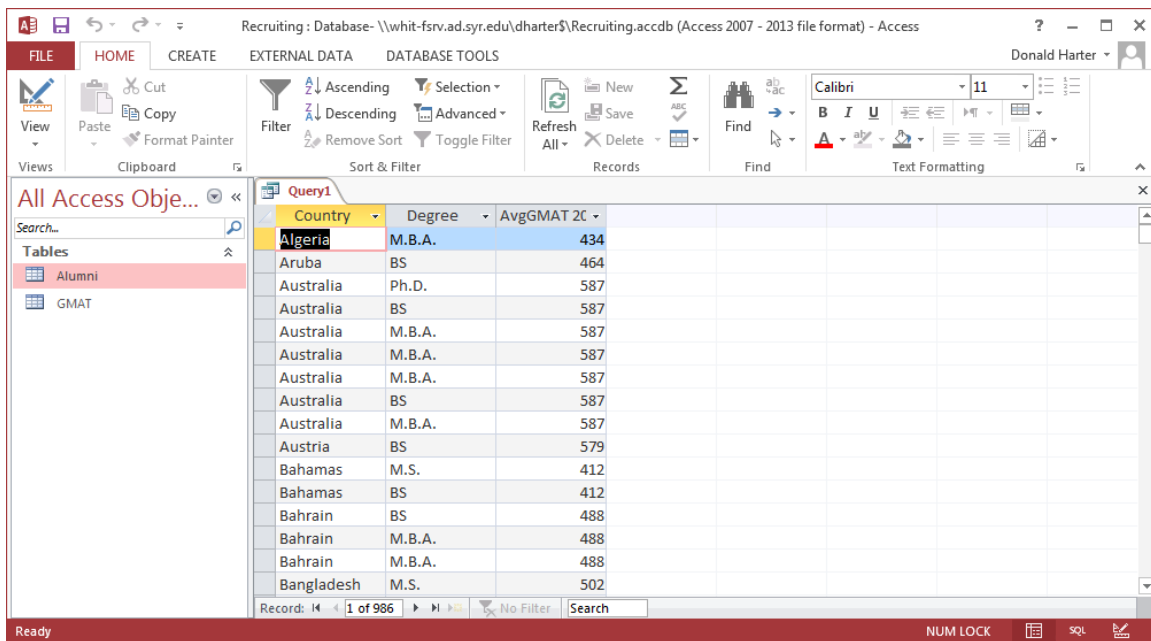 Recruiting : Database- \\whit-fsrv.ad.syr.edu\dharter$\Recruiting.accdb (Access 2007 - 2013 file format) - Access
FILE HOME CREATE EXTERNAL DATA DATABASE TOOLS Donald Harter
View
Views
Paste
Cut
Copy
Format Painter
Clipboard
Filter
Ascending
Descending
Remove Sort
Selection
Advanced
Toggle Filter
Sort & Filter
Refresh
All
New
Save
Delete
Records
Find
Find
Calibri 11
B I U
A
Text Formatting
All Access Obje...
Search...
Tables
Alumni
GMAT
Query1
Country Degree AvgGMAT 20
Algeria M.B.A. 434
Aruba BS 464
Australia Ph.D. 587
Australia BS 587
Australia M.B.A. 587
Australia M.B.A. 587
Australia M.B.A. 587
Australia BS 587
Australia M.B.A. 587
Austria BS 579
Bahamas M.S. 412
Bahamas BS 412
Bahrain BS 488
Bahrain M.B.A. 488
Bahrain M.B.A. 488
Bangladesh M.S. 502
Record: 1 of 986 No Filter Search
Ready NUM LOCK SQL